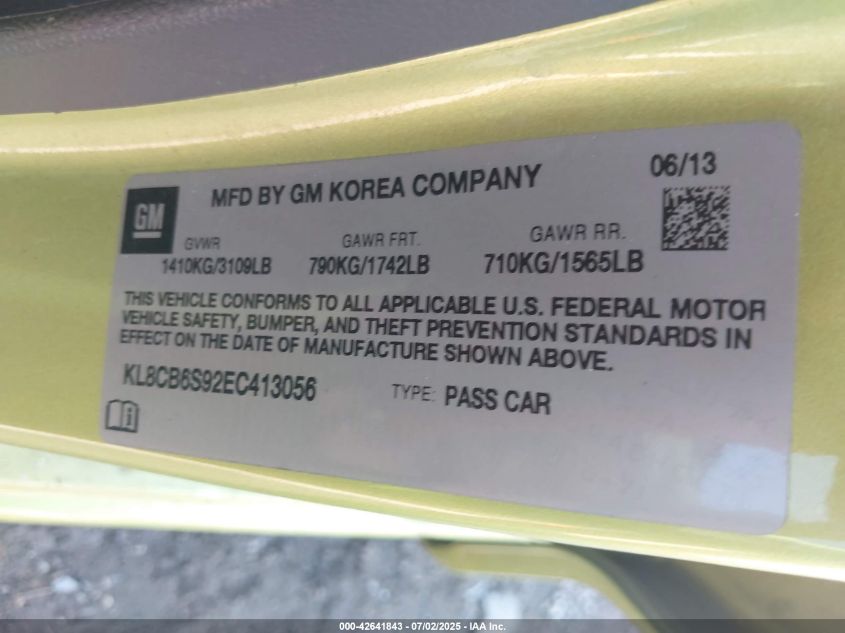 MFD BY GM KOREA COMPANY
06/13
GM
GVWR
GAWR FRT.
GAWR RR.
1410KG/3109LB
790KG/1742LB
710KG/1565LB
THIS VEHICLE CONFORMS TO ALL APPLICABLE U.S. FEDERAL MOTOR
VEHICLE SAFETY, BUMPER, AND THEFT PREVENTION STANDARDS IN
EFFECT ON THE DATE OF MANUFACTURE SHOWN ABOVE.
KL8CB6S92EC413056
TYPE: PASS CAR
000-42641843 - 07/02/2025 - IAA Inc.